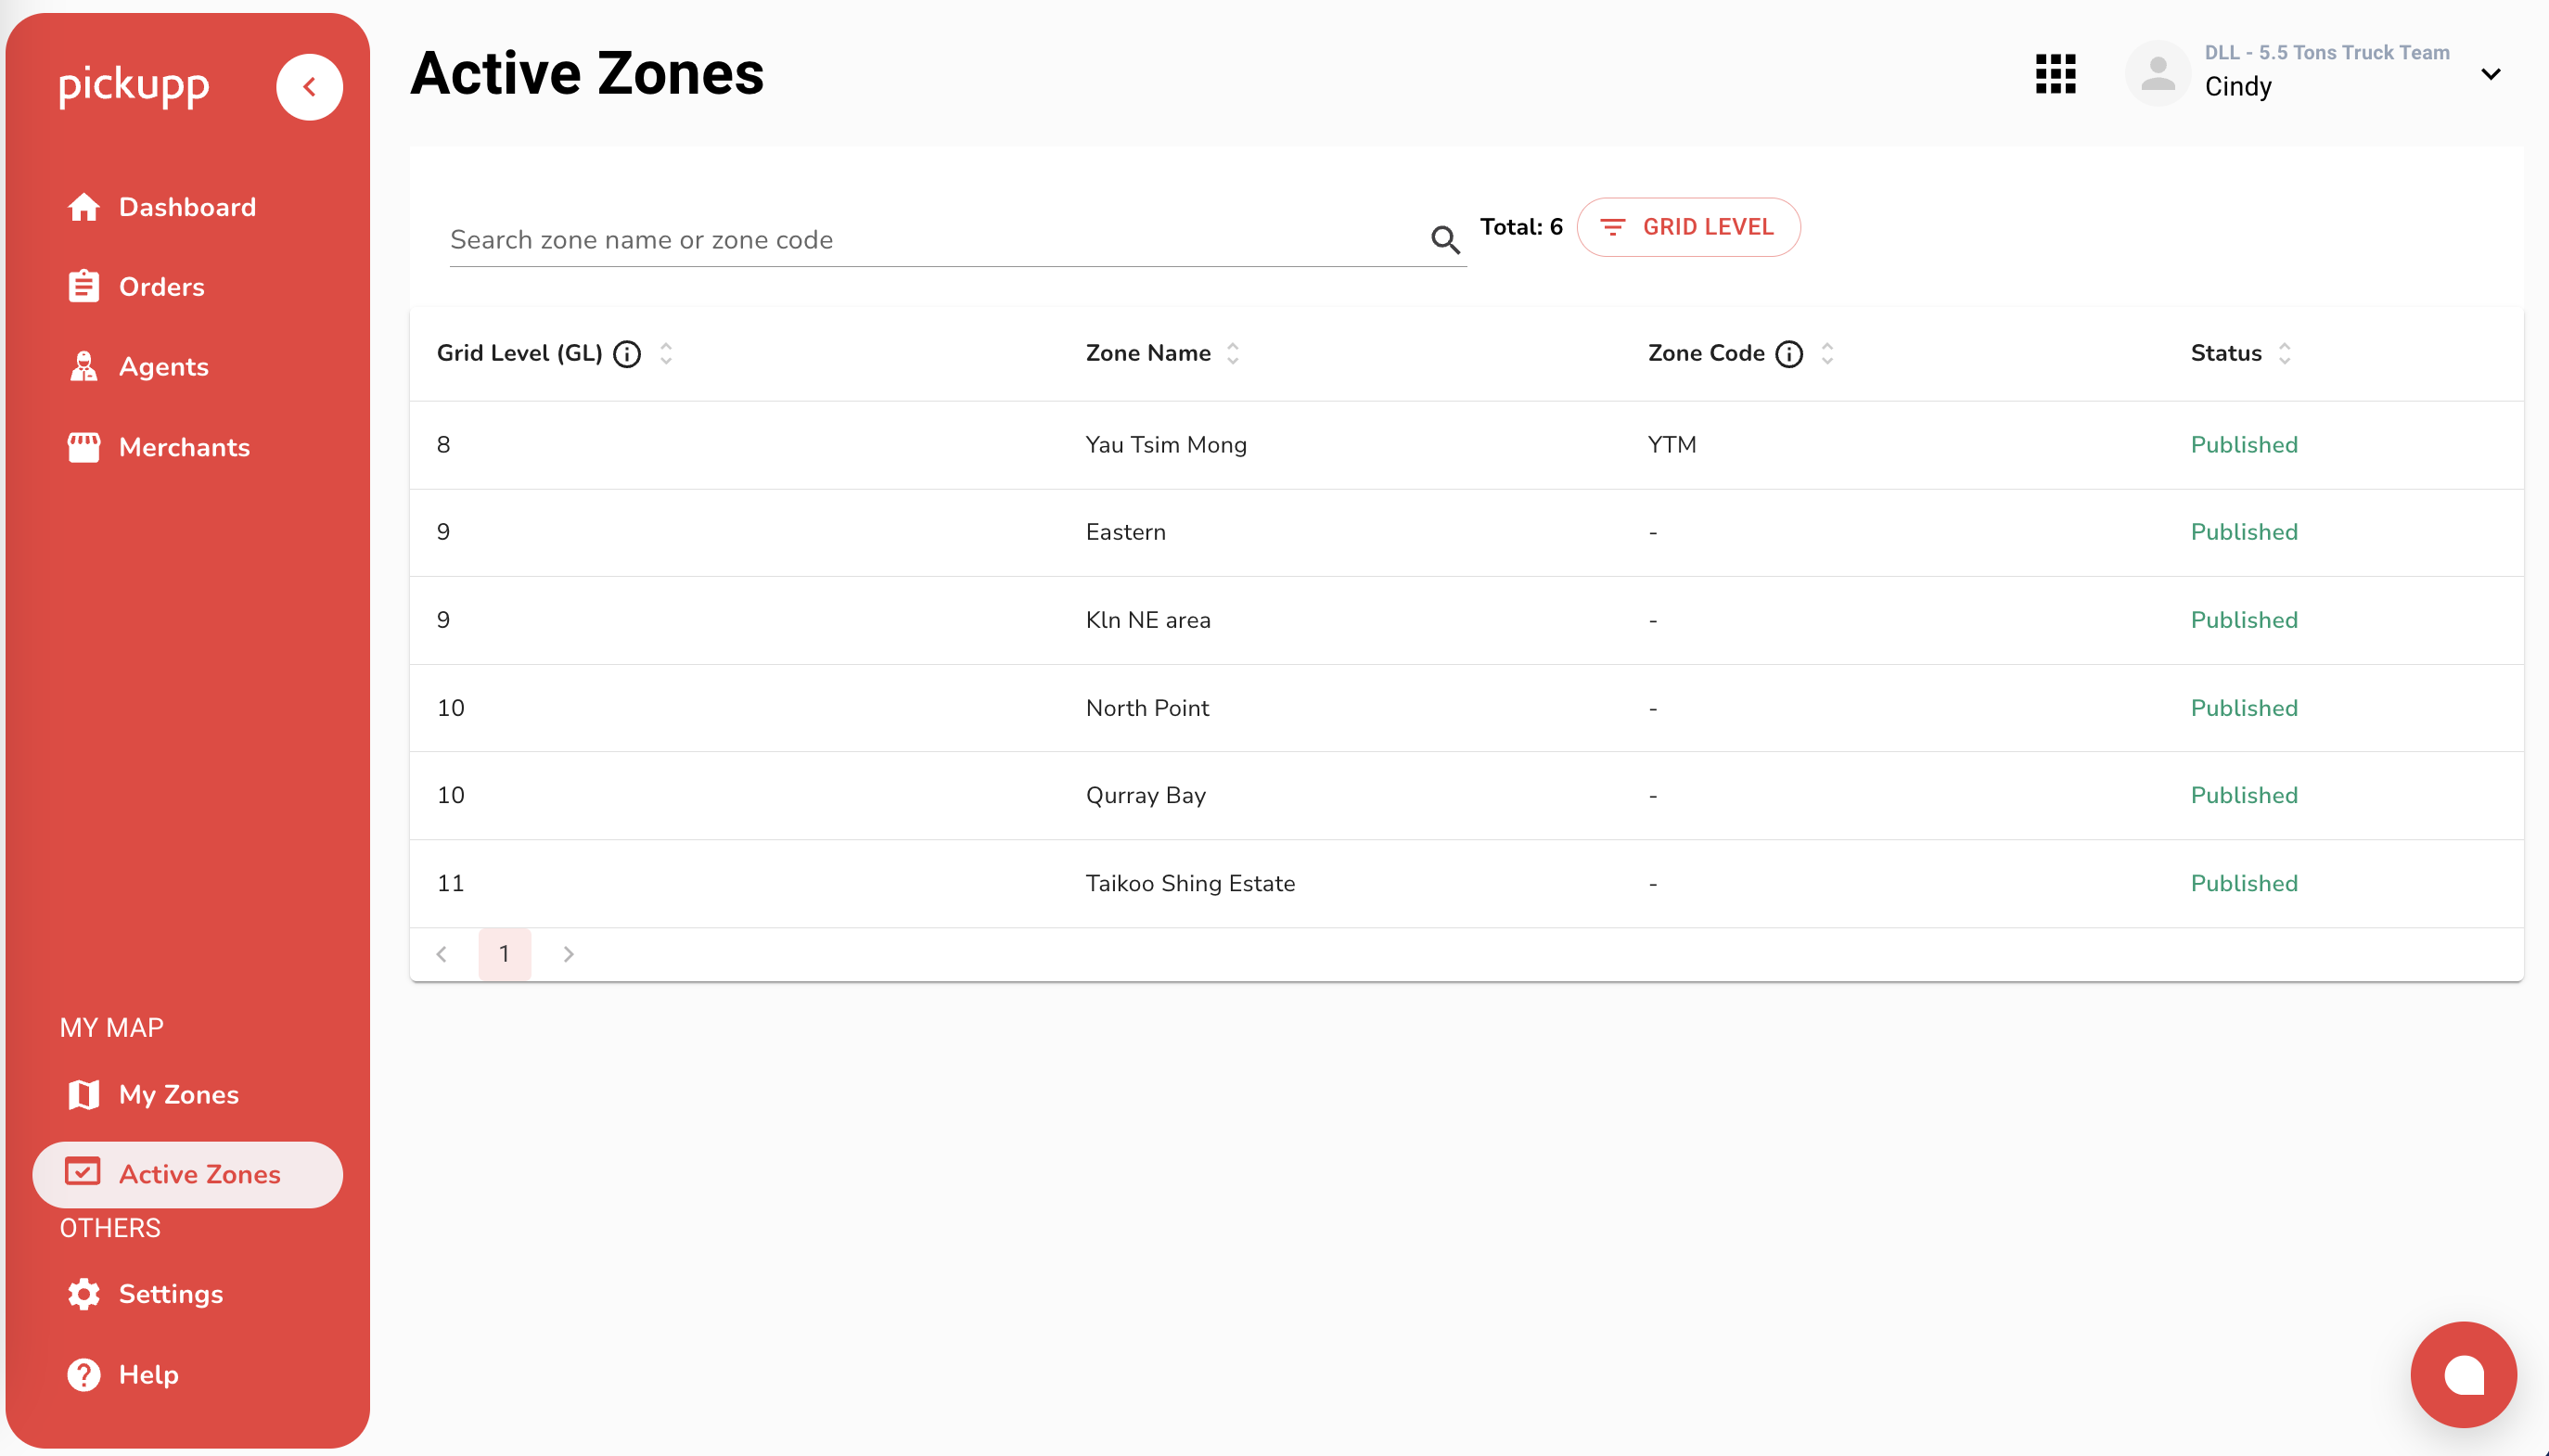 pickupp
Dashboard
Orders
Agents
Merchants
MY MAP
My Zones
Active Zones
OTHERS
Settings
Help
Active Zones
DLL - 5.5 Tons Truck Team
Cindy
Search zone name or zone code
Total: 6
GRID LEVEL
Grid Level (GL) Zone Name Zone Code Status
8 Yau Tsim Mong YTM Published
9 Eastern - Published
9 Kln NE area - Published
10 North Point - Published
10 Qurray Bay - Published
11 Taikoo Shing Estate - Published
1